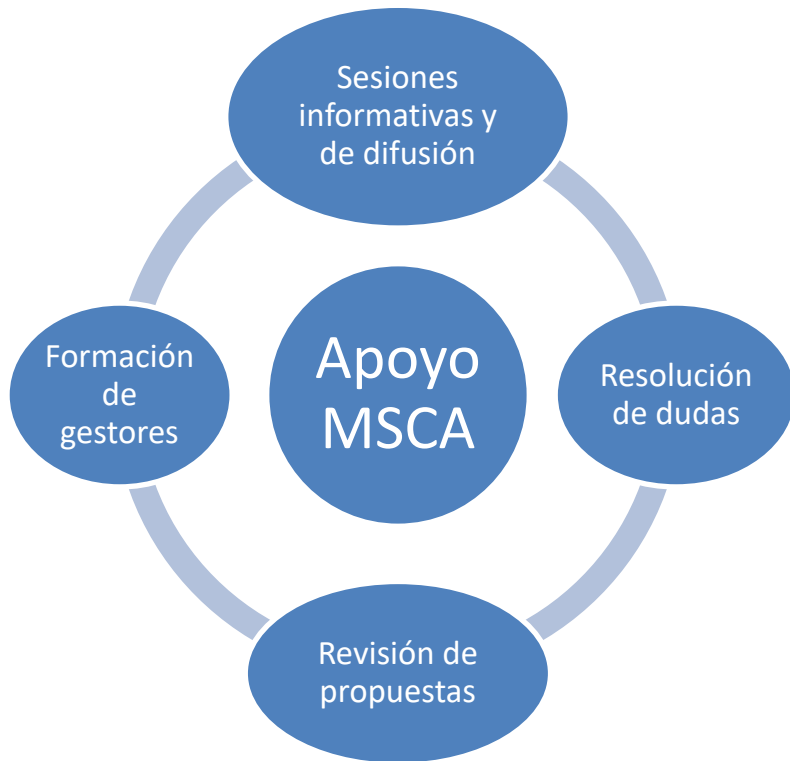 Sesiones
informativas y
de difusión
Formación
de
gestores
Apoyo
MSCA
Resolución
de dudas
Revisión de
propuestas